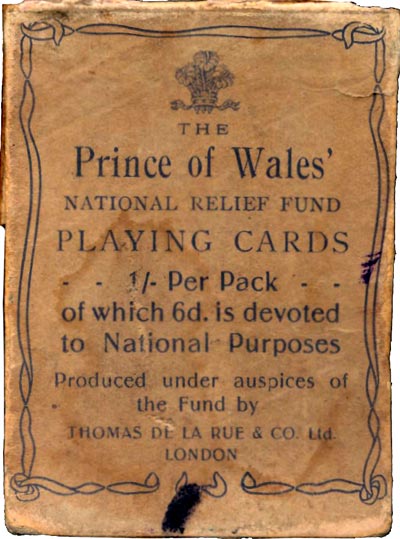 THE
Prince of Wales'
NATIONAL RELIEF FUND
PLAYING CARDS
- - 1/- Per Pack - -
of which 6d. is devoted
to National Purposes
Produced under auspices of
the Fund by
THOMAS DE LA RUE & CO. Ltd.
LONDON